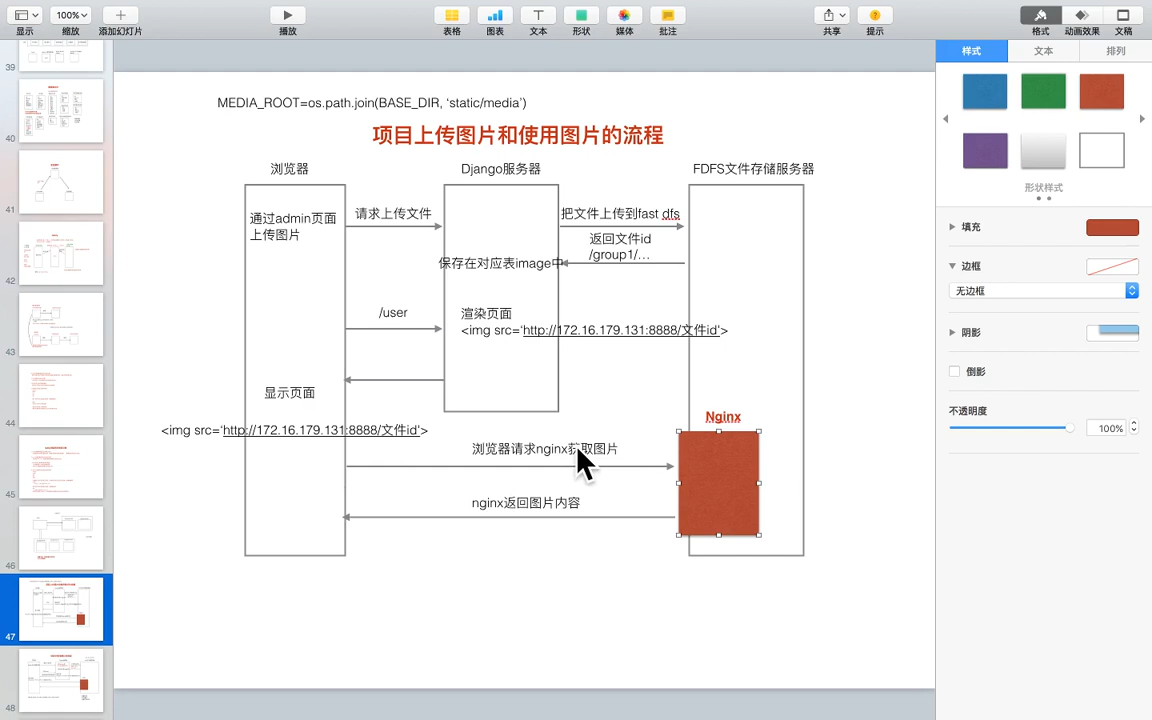 100%
显示
缩放
添加幻灯片
播放
表格
图表
文本
形状
媒体
批注
共享
提示
格式
动画效果
文稿
样式
文本
排列
形状样式
填充
边框
无边框
阴影
倒影
不透明度
100%
39
40
41
42
43
44
45
46
47
48
MEDIA_ROOT=os.path.join(BASE_DIR, ‘static/media’)
项目上传图片和使用图片的流程
浏览器
Django服务器
FDFS文件存储服务器
通过admin页面
上传图片
请求上传文件
把文件上传到fast dfs
返回文件id
/group1/…
保存在对应表image中
/user
渲染页面
<img src=‘http://172.16.179.131:8888/文件id’>
显示页面
<img src=‘http://172.16.179.131:8888/文件id’>
Nginx
浏览器请求nginx获取图片
nginx返回图片内容